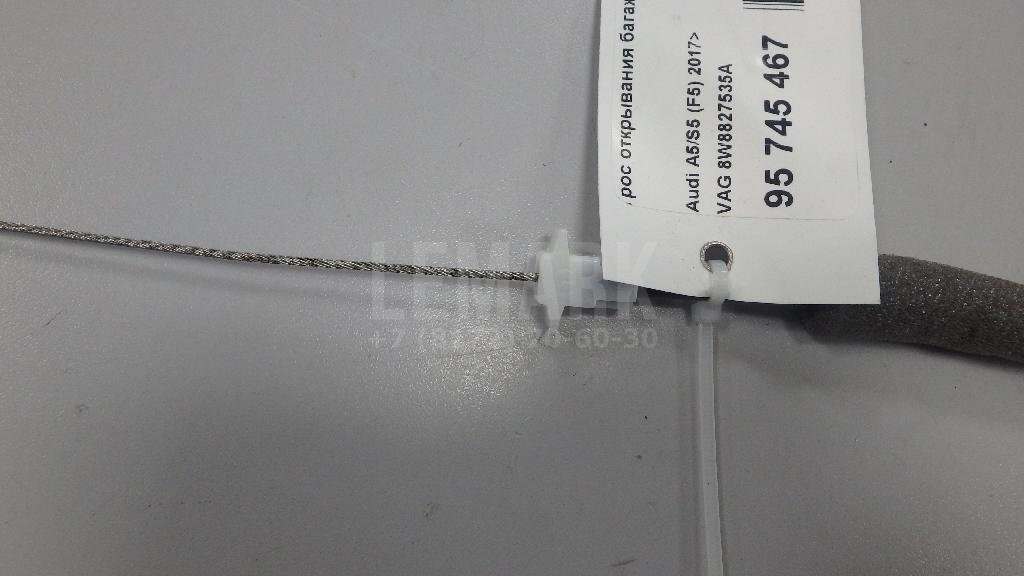 рос открывания багаж
Audi A5/S5 (F5) 2017>
VAG 8W8827535A
95 745 467
LEMARK